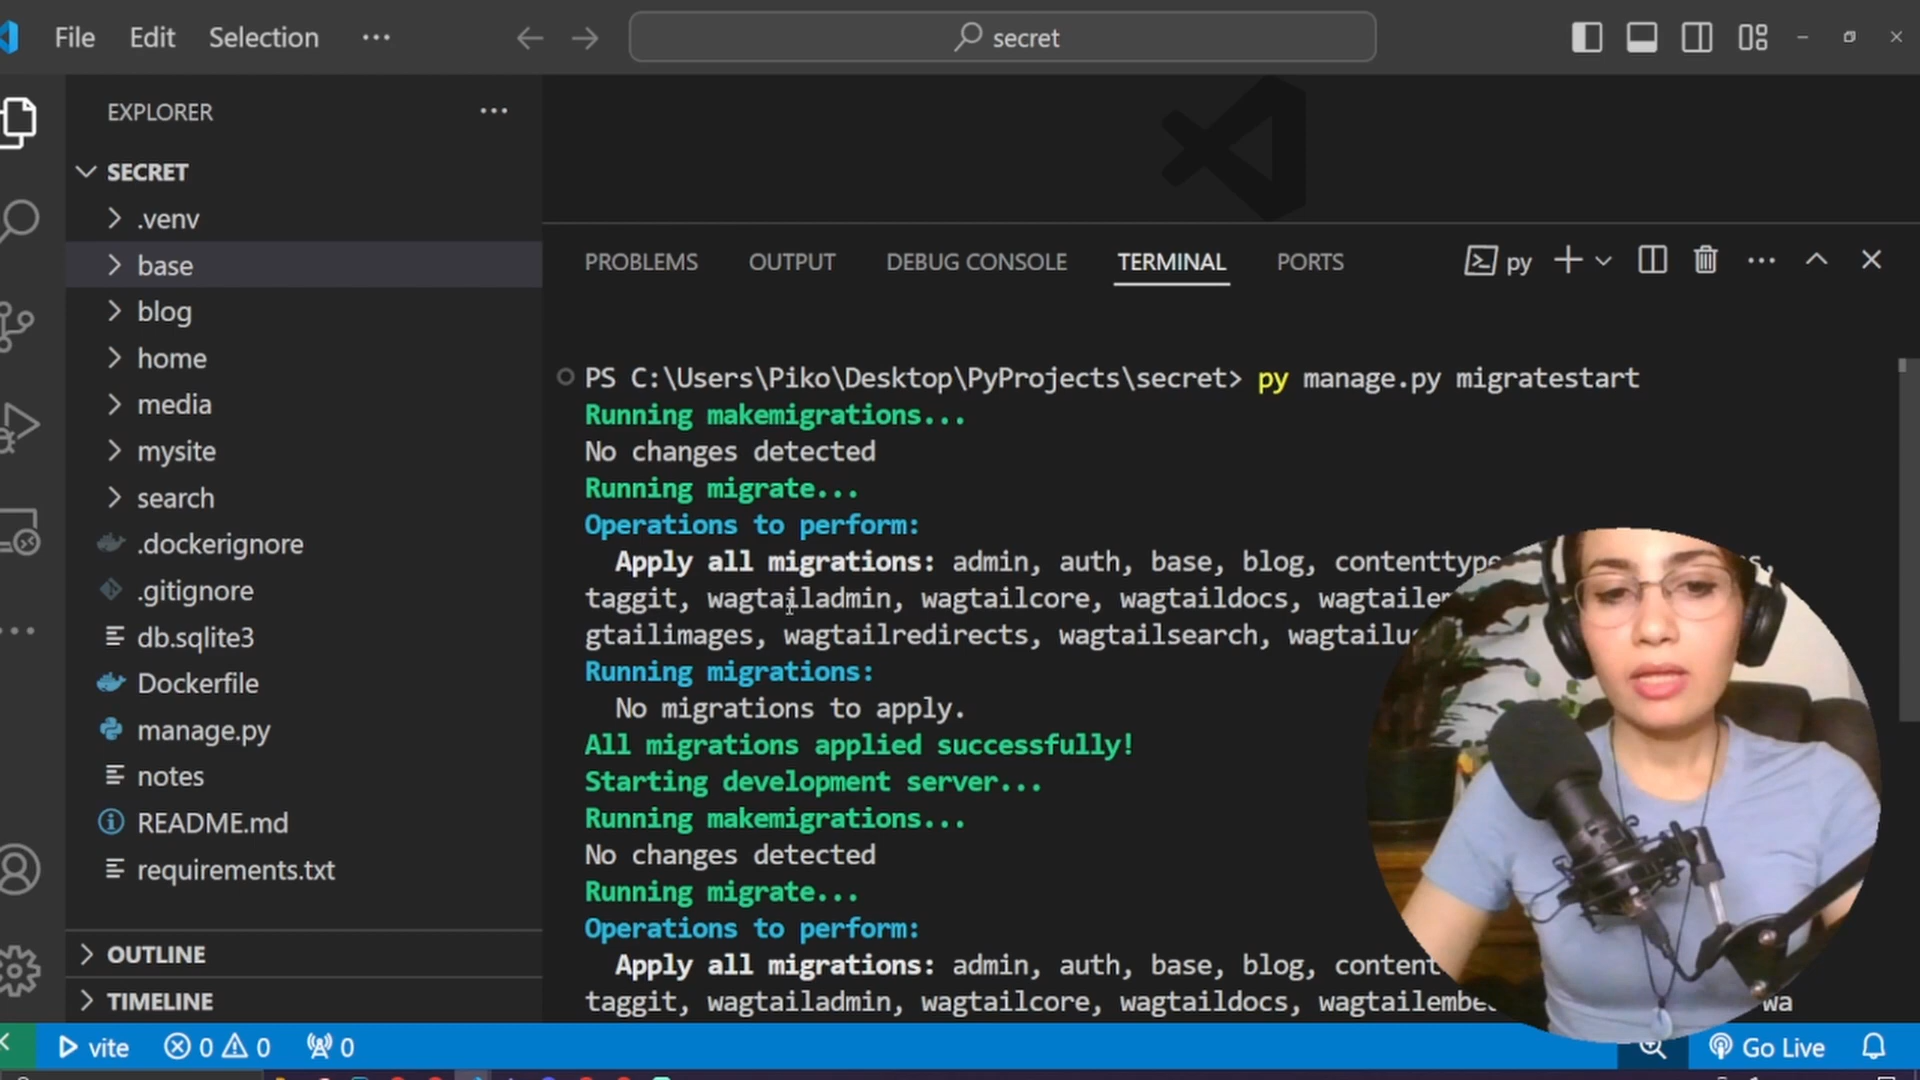 File Edit Selection ···
secret
EXPLORER ···
SECRET
.venv
base
blog
home
media
mysite
search
.dockerignore
.gitignore
db.sqlite3
Dockerfile
manage.py
notes
README.md
requirements.txt
OUTLINE
TIMELINE
PROBLEMS OUTPUT DEBUG CONSOLE TERMINAL PORTS
py
PS C:\Users\Piko\Desktop\PyProjects\secret> py manage.py migratestart
Running makemigrations...
No changes detected
Running migrate...
Operations to perform:
Apply all migrations: admin, auth, base, blog, contenttype s,
taggit, wagtailadmin, wagtailcore, wagtaildocs, wagtailem
gtailimages, wagtailredirects, wagtailsearch, wagtailus
Running migrations:
No migrations to apply.
All migrations applied successfully!
Starting development server...
Running makemigrations...
No changes detected
Running migrate...
Operations to perform:
Apply all migrations: admin, auth, base, blog, content
taggit, wagtailadmin, wagtailcore, wagtaildocs, wagtailembe wa
vite 0 0 0 Go Live